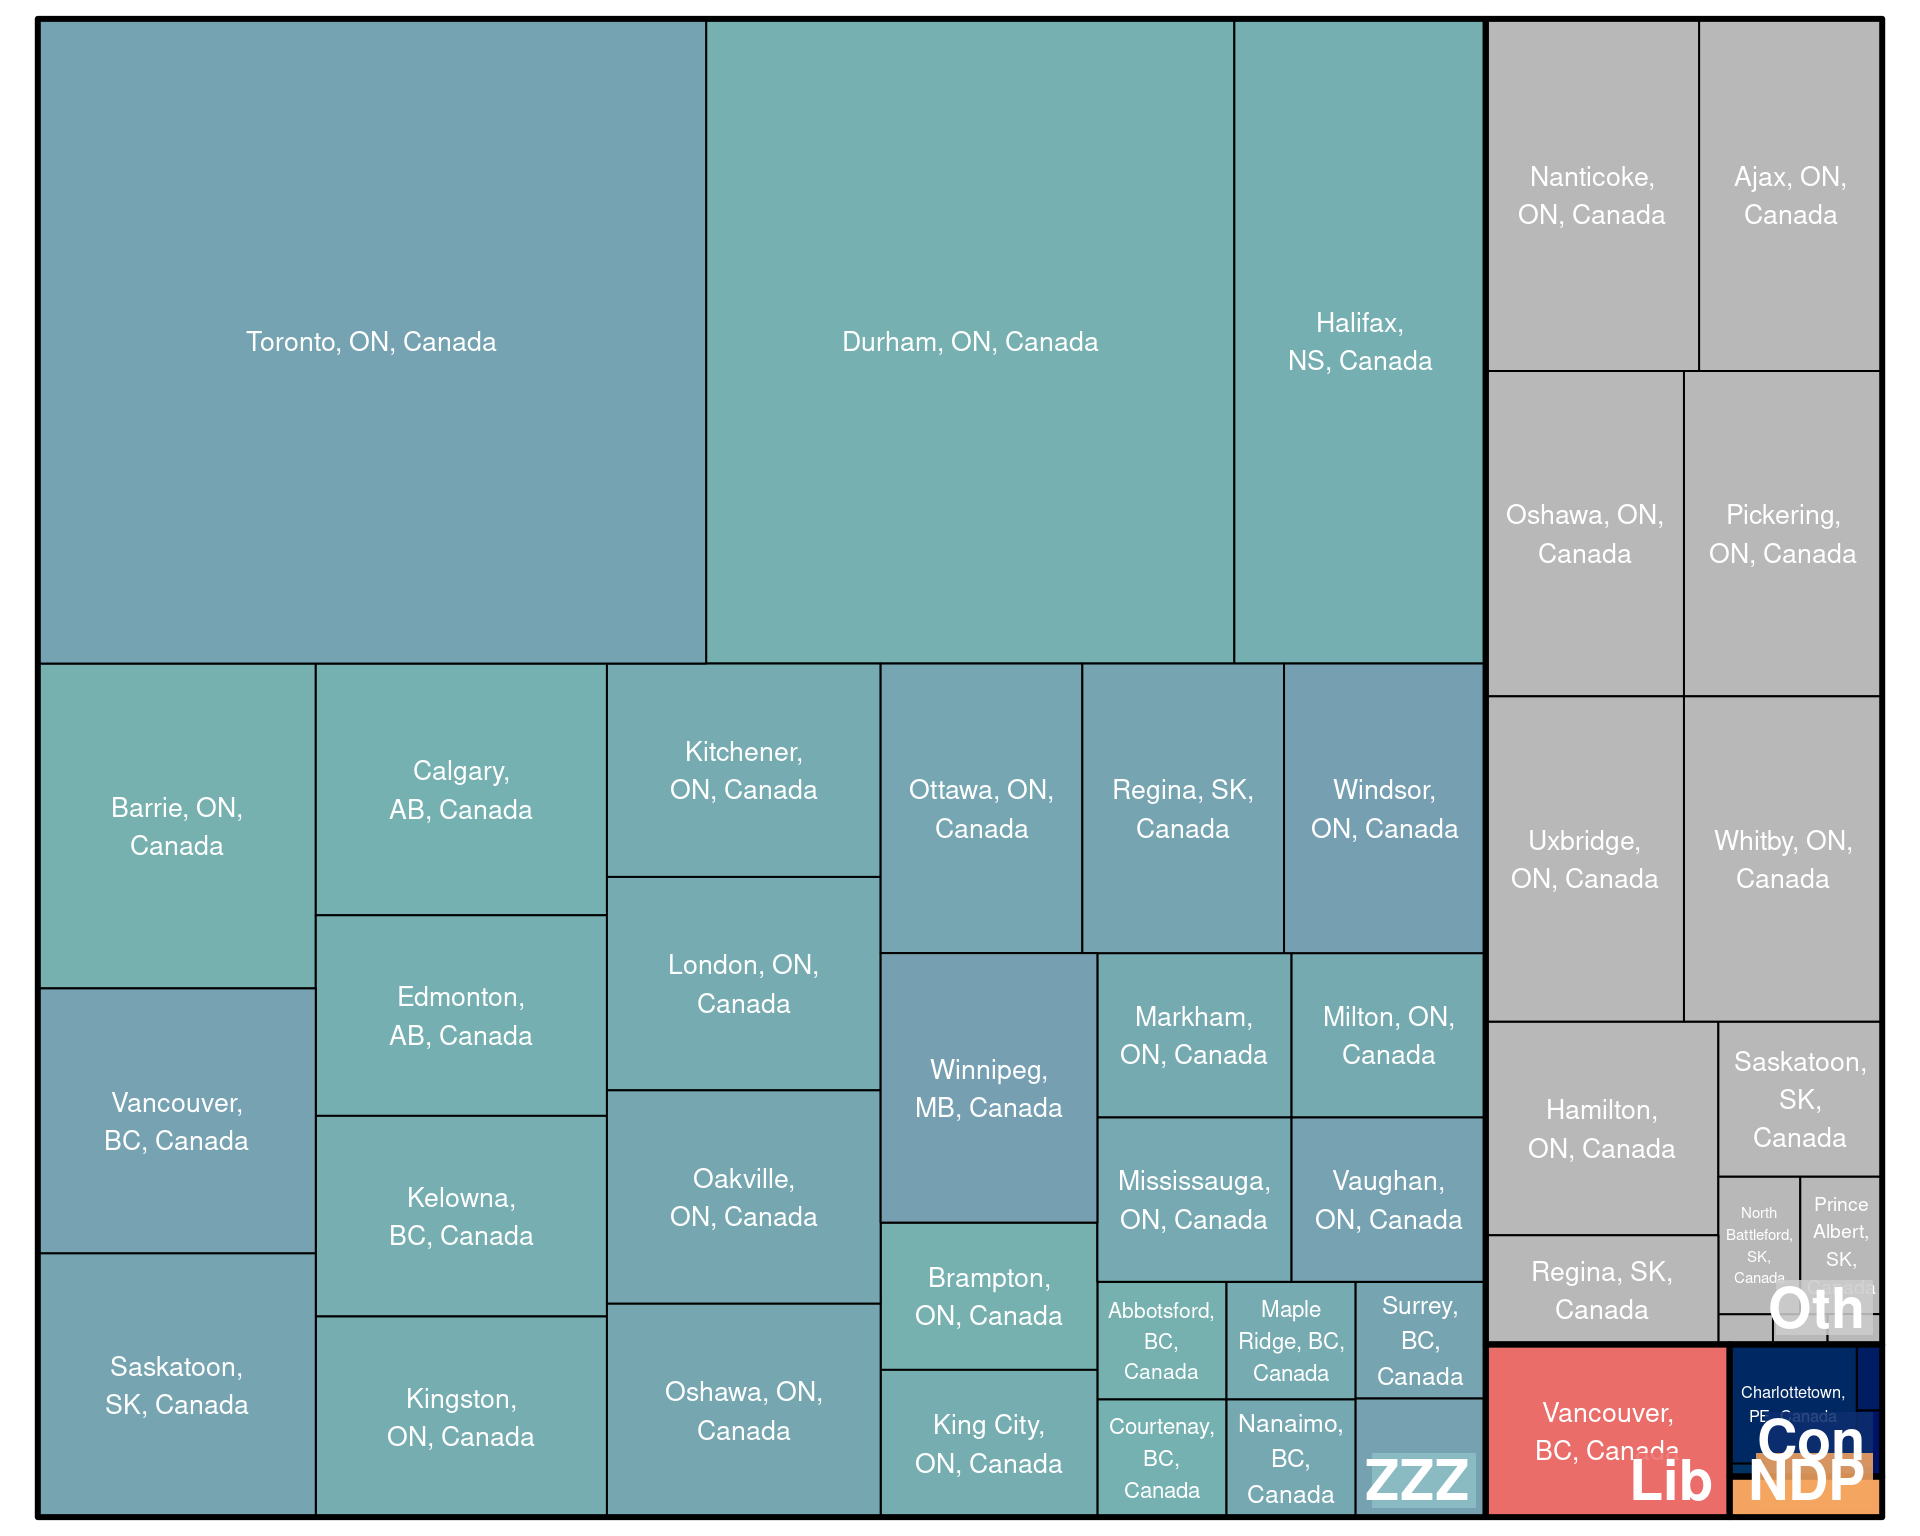 Toronto, ON, Canada
Durham, ON, Canada
Halifax,
NS, Canada
Nanticoke,
ON, Canada
Ajax, ON,
Canada
Oshawa, ON,
Canada
Pickering,
ON, Canada
Barrie, ON,
Canada
Calgary,
AB, Canada
Kitchener,
ON, Canada
Ottawa, ON,
Canada
Regina, SK,
Canada
Windsor,
ON, Canada
Uxbridge,
ON, Canada
Whitby, ON,
Canada
Edmonton,
AB, Canada
London, ON,
Canada
Vancouver,
BC, Canada
Winnipeg,
MB, Canada
Markham,
ON, Canada
Milton, ON,
Canada
Hamilton,
ON, Canada
Saskatoon,
SK,
Canada
Kelowna,
BC, Canada
Oakville,
ON, Canada
Mississauga,
ON, Canada
Vaughan,
ON, Canada
North
Battleford,
SK,
Canada
Prince
Albert,
SK,
Canada
Regina, SK,
Canada
Oth
Brampton,
ON, Canada
Abbotsford,
BC,
Canada
Maple
Ridge, BC,
Canada
Surrey,
BC,
Canada
Saskatoon,
SK, Canada
Kingston,
ON, Canada
Oshawa, ON,
Canada
King City,
ON, Canada
Courtenay,
BC,
Canada
Nanaimo,
BC,
Canada
ZZZ
Vancouver,
BC, Canada
Lib
Charlottetown,
PE, Canada
Con
NDP